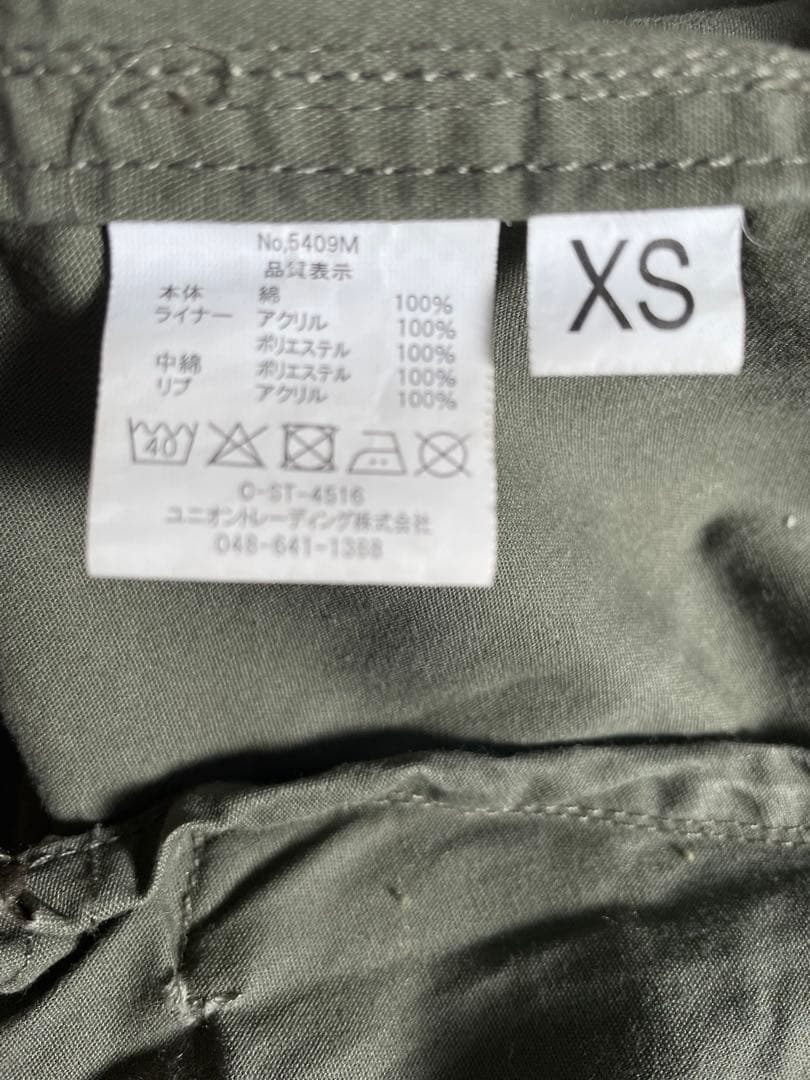 No,5409M
品質表示
本体 綿 100%
ライナー アクリル 100%
ポリエステル 100%
中綿 ポリエステル 100%
リブ アクリル 100%
40
O-ST-4516
ユニオントレーディング株式会社
048-641-1388
XS